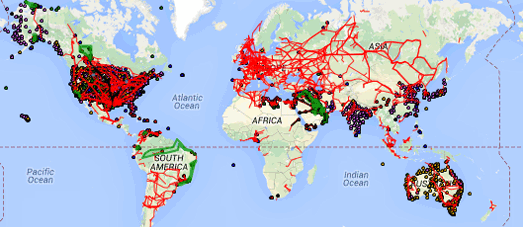 ASIA
Atlantic
Ocean
AFRICA
SOUTH
AMERICA
Pacific
Ocean
Indian
Ocean